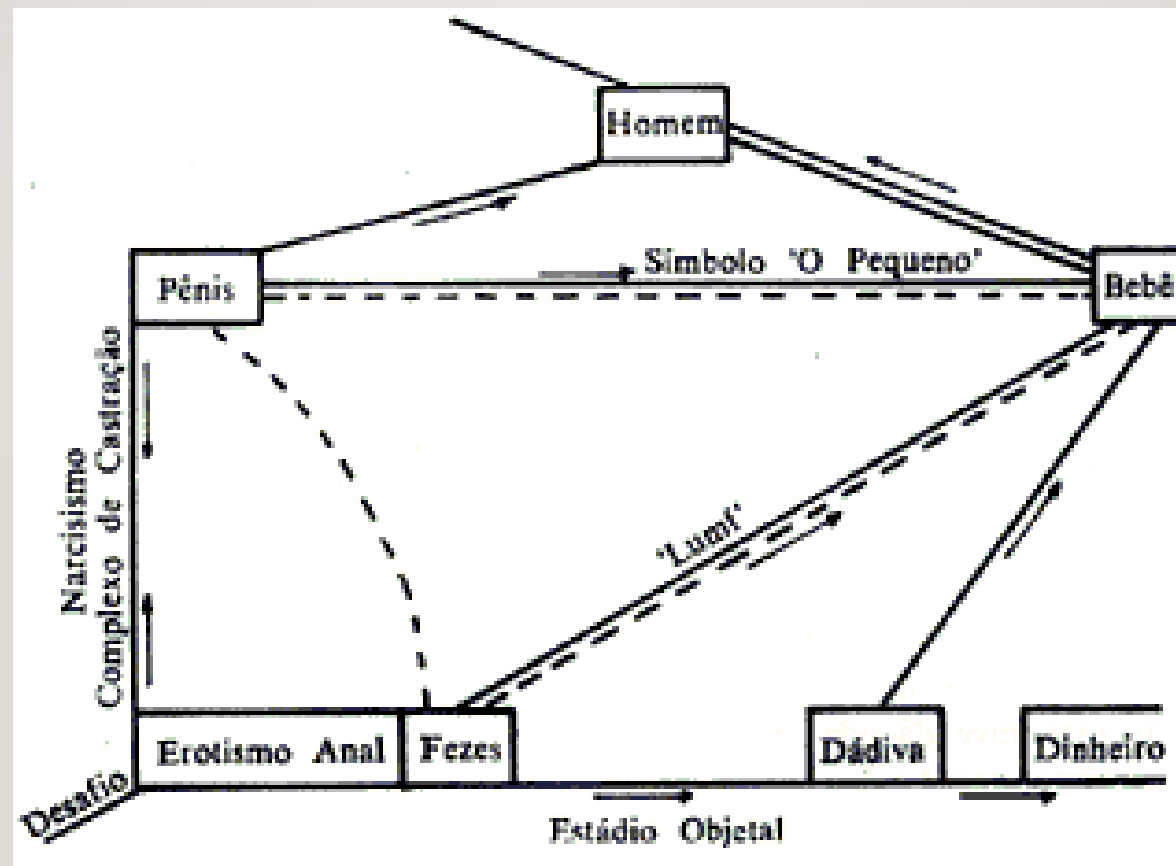 Homem
Símbolo 'O Pequeno'
Pênis
Bebê
Narcisismo
Complexo de Castração
'Lumf'
Erotismo Anal
Fezes
Dádiva
Dinheiro
Desafio
Estádio Objetal